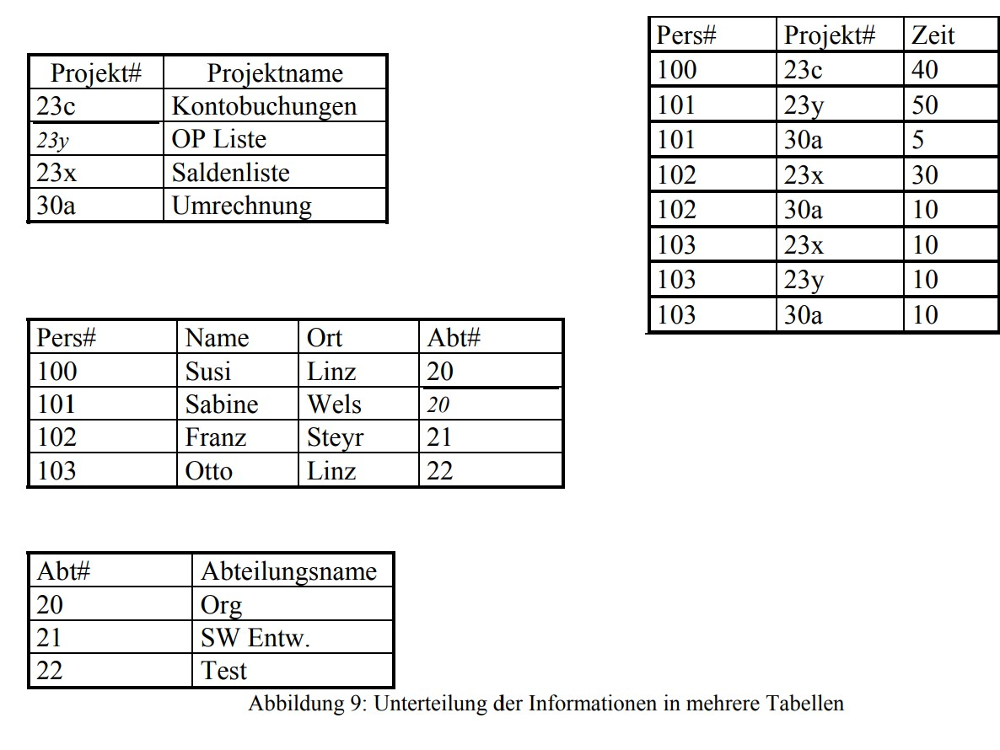 Projekt# Projektname
23c Kontobuchungen
23y OP Liste
23x Saldenliste
30a Umrechnung
Pers# Projekt# Zeit
100 23c 40
101 23y 50
101 30a 5
102 23x 30
102 30a 10
103 23x 10
103 23y 10
103 30a 10
Pers# Name Ort Abt#
100 Susi Linz 20
101 Sabine Wels 20
102 Franz Steyr 21
103 Otto Linz 22
Abt# Abteilungsname
20 Org
21 SW Entw.
22 Test
Abbildung 9: Unterteilung der Informationen in mehrere Tabellen